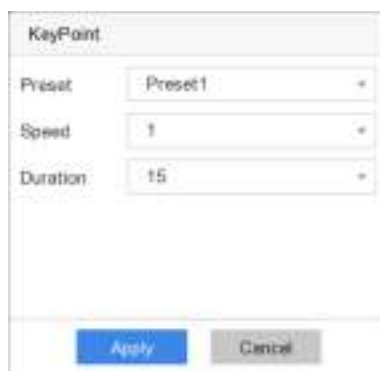 KeyPoint
Preset Preset1
Speed 1
Duration 15
Apply Cancel